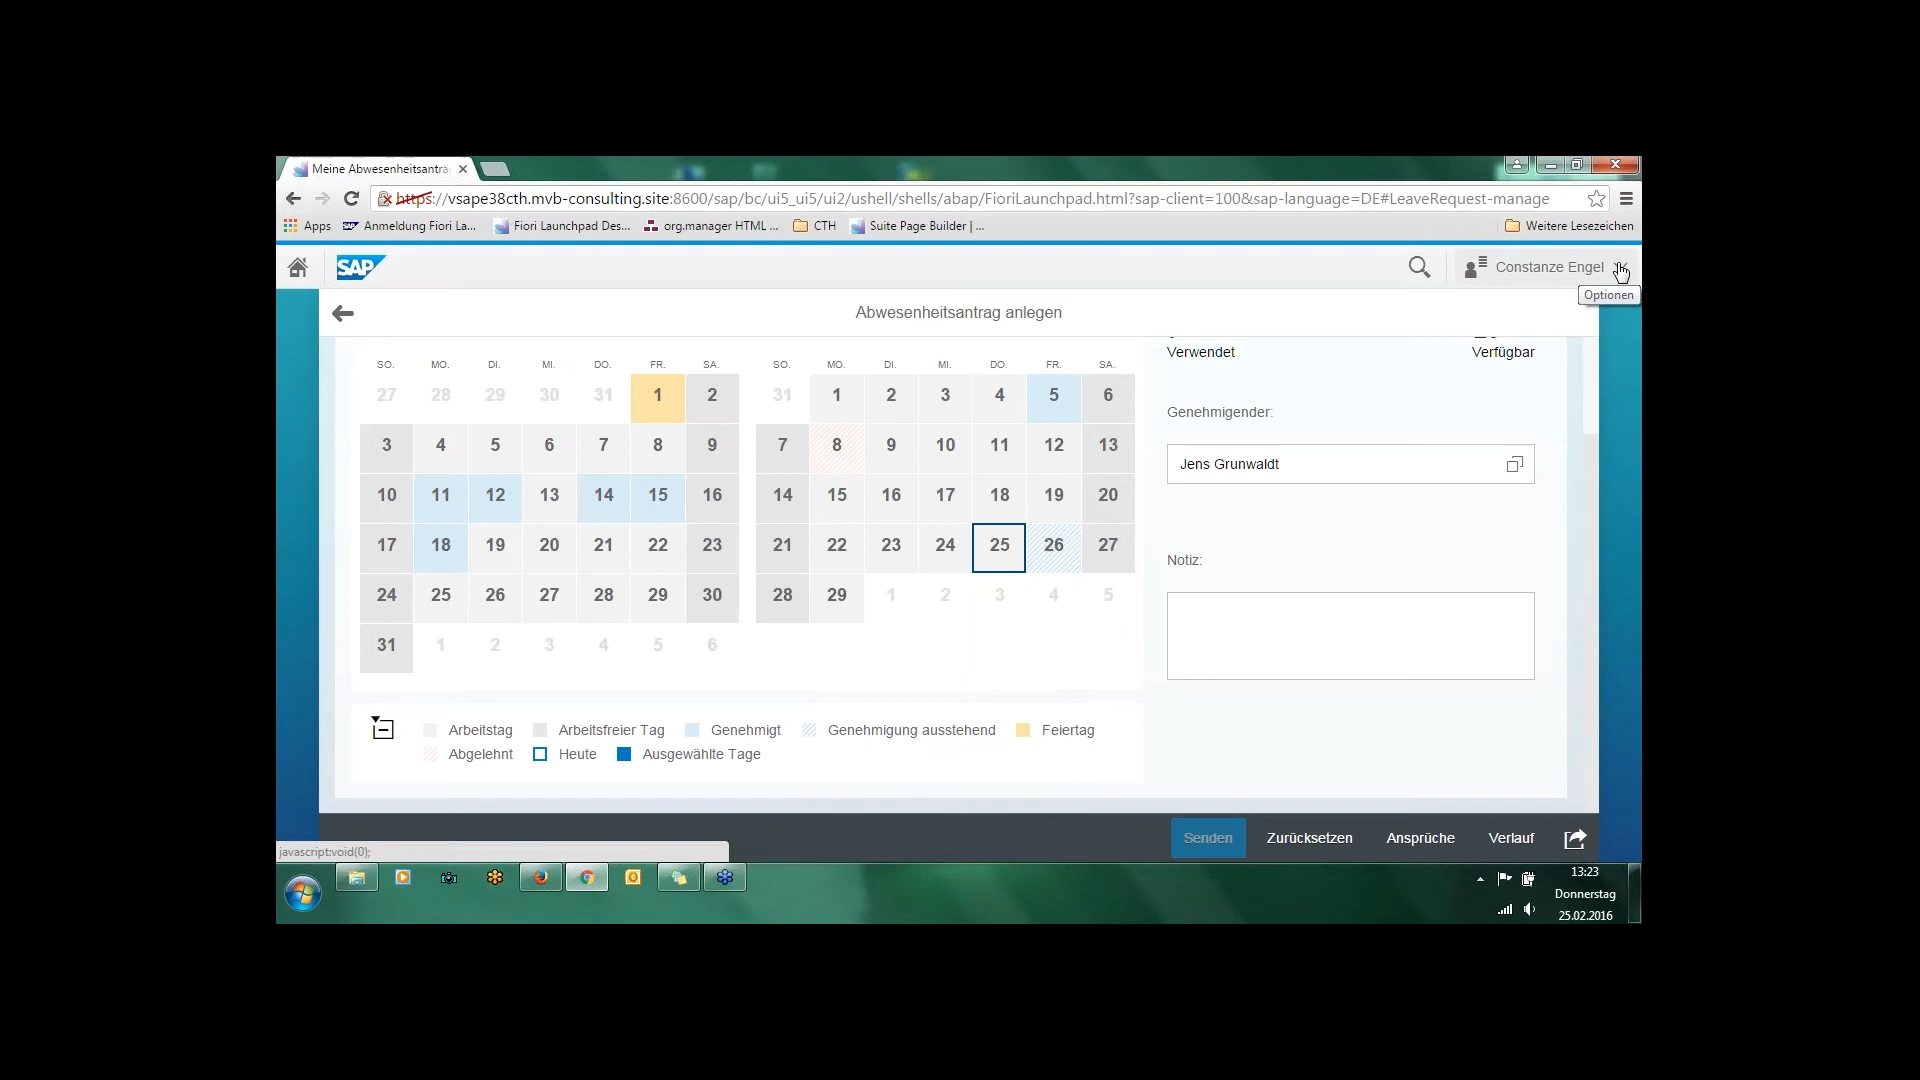 Meine Abwesenheitsanträ
https://vsape38cth.mvb-consulting.site:8600/sap/bc/ui5_ui5/ui2/ushell/shells/abap/FioriLaunchpad.html?sap-client=100&sap-language=DE#LeaveRequest-manage
Apps Anmeldung Fiori La... Fiori Launchpad Des... org.manager HTML ... CTH Suite Page Builder | ... Weitere Lesezeichen
SAP Constanze Engel
Optionen
Abwesenheitsantrag anlegen
Verwendet Verfügbar
SO. MO. DI. MI. DO. FR. SA. SO. MO. DI. MI. DO. FR. SA.
27 28 29 30 31 1 2 31 1 2 3 4 5 6
3 4 5 6 7 8 9 7 8 9 10 11 12 13
10 11 12 13 14 15 16 14 15 16 17 18 19 20
17 18 19 20 21 22 23 21 22 23 24 25 26 27
24 25 26 27 28 29 30 28 29 1 2 3 4 5
31 1 2 3 4 5 6
Genehmigender:
Jens Grunwaldt
Notiz:
Arbeitstag Arbeitsfreier Tag Genehmigt Genehmigung ausstehend Feiertag
Abgelehnt Heute Ausgewählte Tage
Senden Zurücksetzen Ansprüche Verlauf
javascript:void(0);
13:23
Donnerstag
25.02.2016